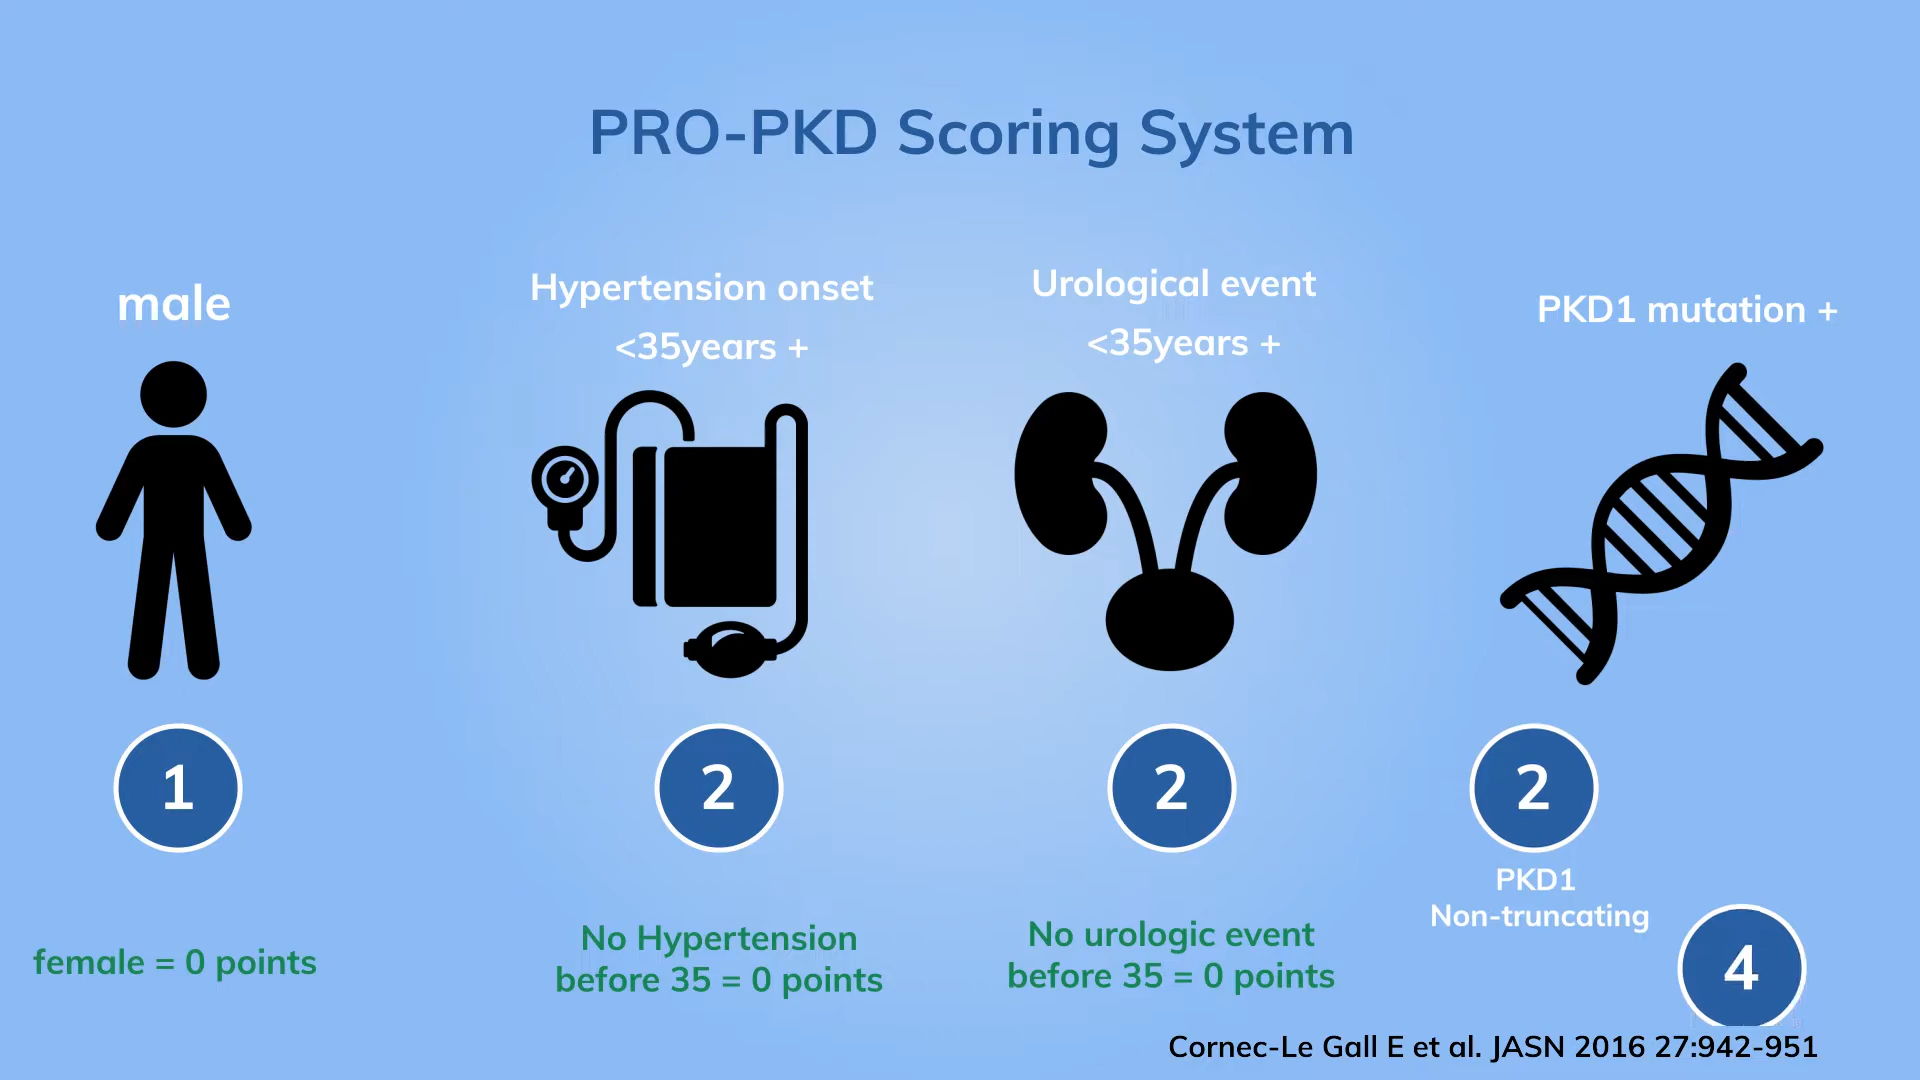 PRO-PKD Scoring System
male
Hypertension onset
<35years +
Urological event
<35years +
PKD1 mutation +
1
2
2
2
PKD1
Non-truncating
4
female = 0 points
No Hypertension
before 35 = 0 points
No urologic event
before 35 = 0 points
Cornec-Le Gall E et al. JASN 2016 27:942-951